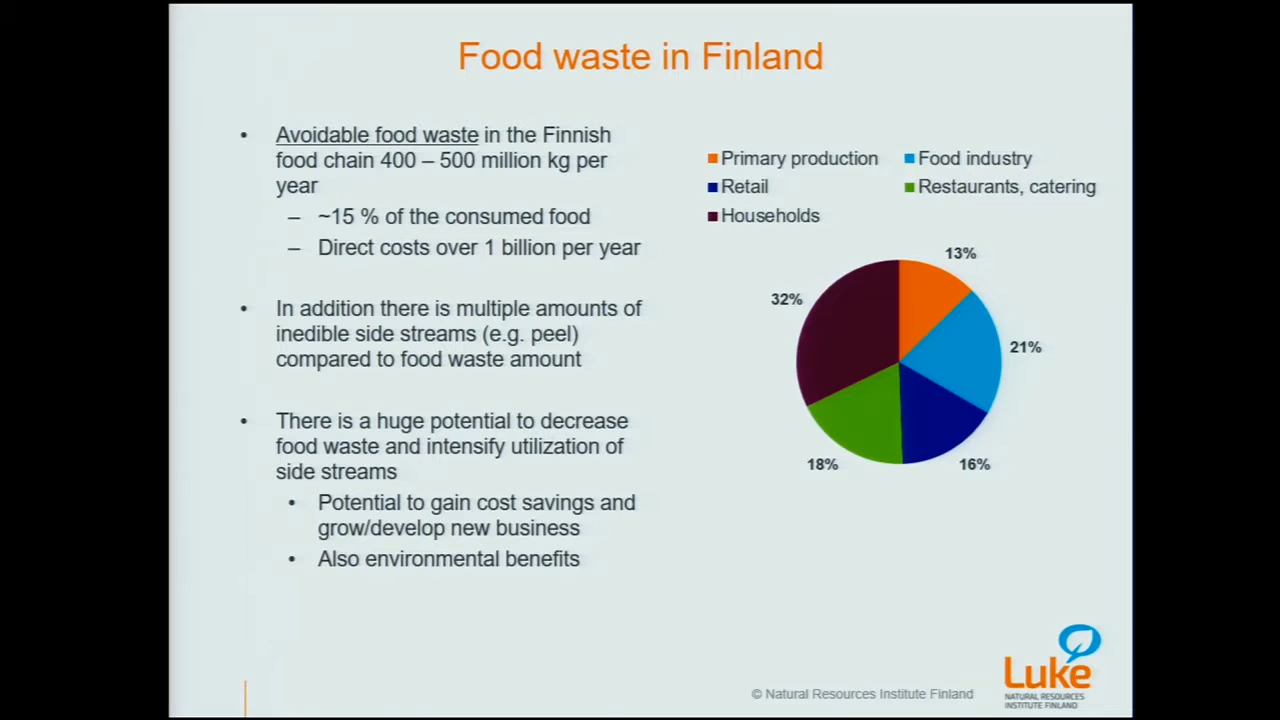 Food waste in Finland
• Avoidable food waste in the Finnish
food chain 400 – 500 million kg per
year
– ~15 % of the consumed food
– Direct costs over 1 billion per year
• In addition there is multiple amounts of
inedible side streams (e.g. peel)
compared to food waste amount
• There is a huge potential to decrease
food waste and intensify utilization of
side streams
• Potential to gain cost savings and
grow/develop new business
• Also environmental benefits
Primary production
Food industry
Retail
Restaurants, catering
Households
13%
32%
21%
18%
16%
© Natural Resources Institute Finland
Luke
NATURAL RESOURCES
INSTITUTE FINLAND